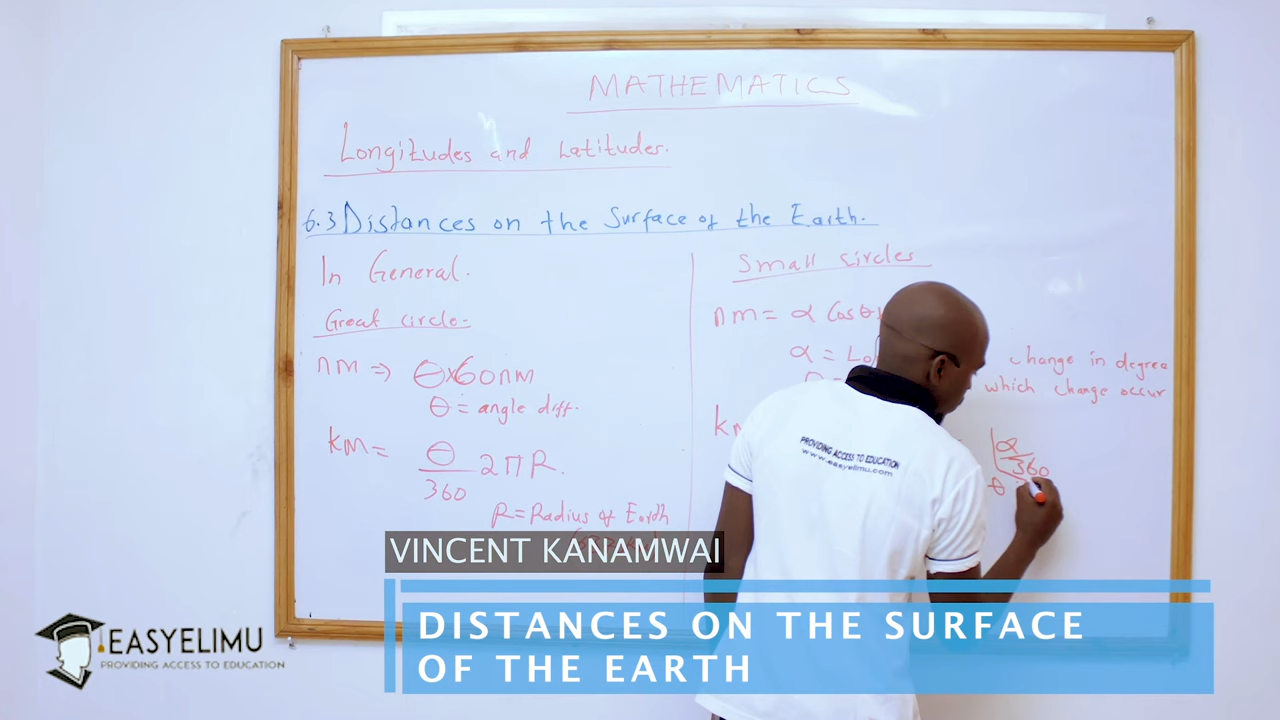 MATHEMATICS
Longitudes and Latitudes.
6.3 Distances on the Surface of the Earth.
In General.
Great circle:-
nm => θ×60nm
θ = angle diff.
KM = θ/360 2πR.
R = Radius of Earth
Small circles
nm = α Cos θ
α =
change in degree
which change occur
α/360
θ
PROVIDING ACCESS TO EDUCATION
www.easyelimu.com
VINCENT KANAMWAI
DISTANCES ON THE SURFACE
OF THE EARTH
EASYELIMU
PROVIDING ACCESS TO EDUCATION